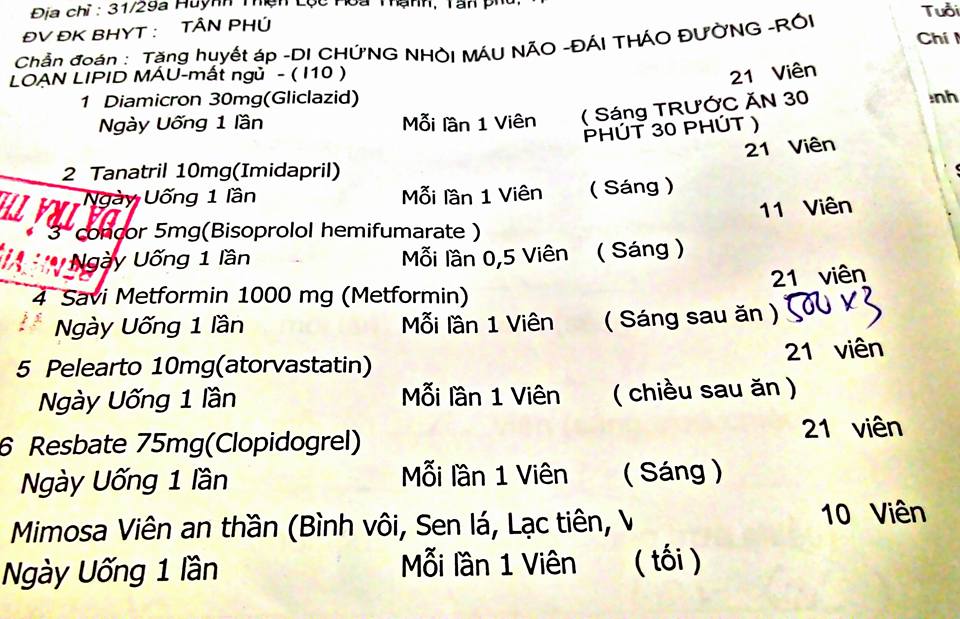 Địa chỉ : 31/29a Huỳnh Thiện Lộc Hòa Thạnh, Tân phú,
Tuổi
ĐV ĐK BHYT : TÂN PHÚ
Chí
Chẩn đoán : Tăng huyết áp -DI CHỨNG NHỒI MÁU NÃO -ĐÁI THÁO ĐƯỜNG -RỐI
LOẠN LIPID MÁU-mất ngủ - ( I10 )
1 Diamicron 30mg(Gliclazid) 21 Viên
Ngày Uống 1 lần Mỗi lần 1 Viên ( Sáng TRƯỚC ĂN 30
PHÚT 30 PHÚT )
2 Tanatril 10mg(Imidapril) 21 Viên
Ngày Uống 1 lần Mỗi lần 1 Viên ( Sáng )
ĐÃ TRẢ
3 concor 5mg(Bisoprolol hemifumarate ) 11 Viên
Ngày Uống 1 lần Mỗi lần 0,5 Viên ( Sáng )
4 Savi Metformin 1000 mg (Metformin) 21 viên
Ngày Uống 1 lần Mỗi lần 1 Viên ( Sáng sau ăn ) 500 x 3
5 Pelearto 10mg(atorvastatin) 21 viên
Ngày Uống 1 lần Mỗi lần 1 Viên ( chiều sau ăn )
6 Resbate 75mg(Clopidogrel) 21 viên
Ngày Uống 1 lần Mỗi lần 1 Viên ( Sáng )
Mimosa Viên an thần (Bình vôi, Sen lá, Lạc tiên, V 10 Viên
Ngày Uống 1 lần Mỗi lần 1 Viên ( tối )